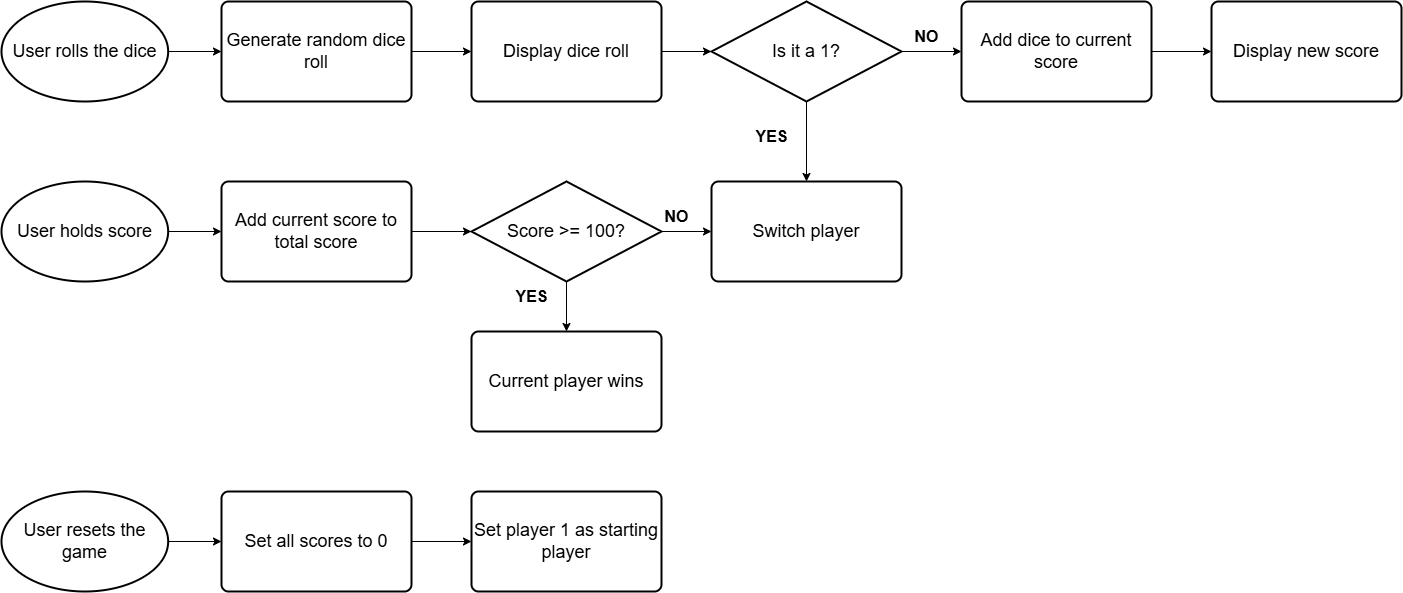 User rolls the dice
Generate random dice
roll
Display dice roll
Is it a 1?
NO
Add dice to current
score
Display new score
YES
User holds score
Add current score to
total score
Score >= 100?
NO
Switch player
YES
Current player wins
User resets the
game
Set all scores to 0
Set player 1 as starting
player